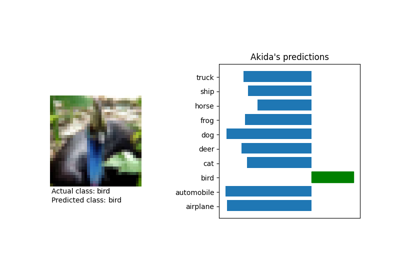 Akida's predictions
truck
ship
horse
frog
dog
deer
cat
bird
automobile
airplane
Actual class: bird
Predicted class: bird